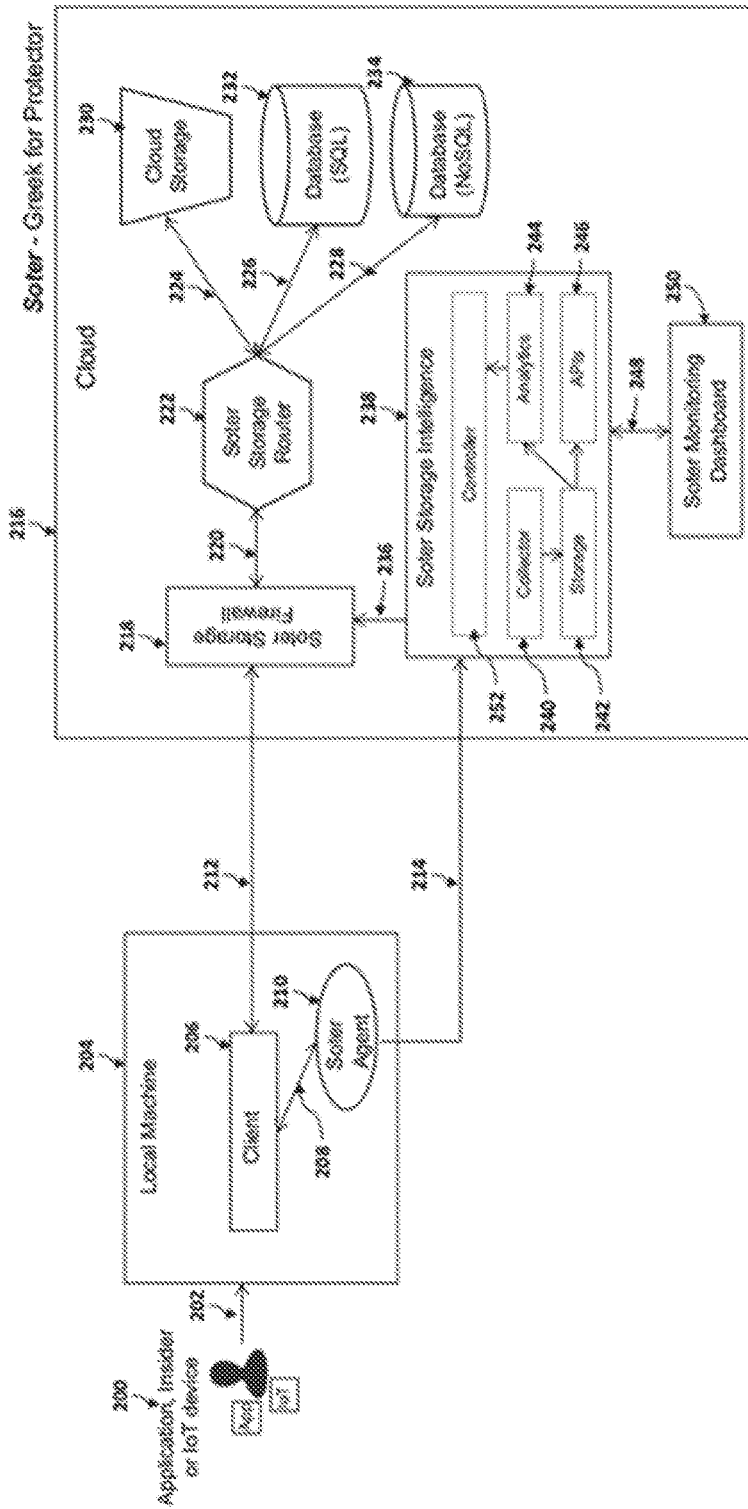 Soter - Greek for Protector
216
Cloud
230
Cloud
Storage
232
Database
(SQL)
234
Database
(NoSQL)
224
226
228
222
Soter
Storage
Router
220
218
Soter Storage
Firewall
236
238
Soter Storage Intelligence
Controller
Collector
Storage
Analytics
APIs
252
240
242
244
246
248
250
Soter Monitoring
Dashboard
212
214
204
Local Machine
206
Client
208
210
Soter
Agent
202
200
Application, Insider
or IoT device
App
IoT